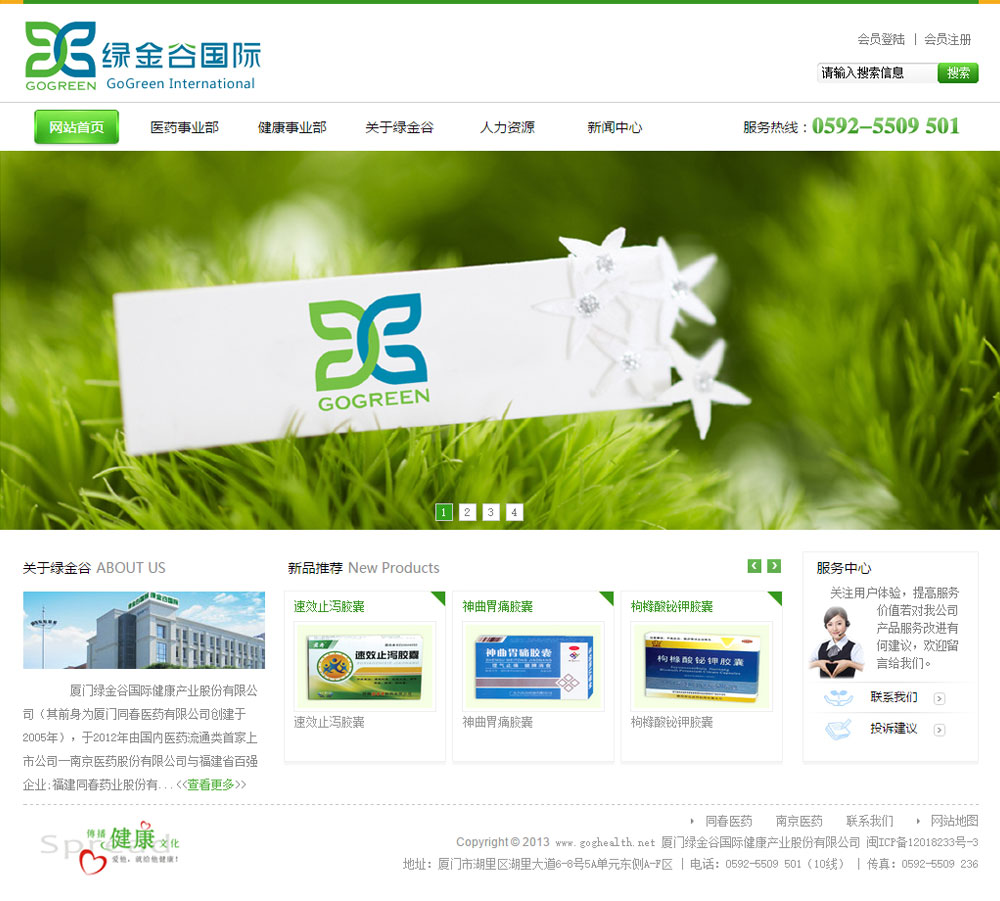 会员登陆 | 会员注册
绿金谷国际
GOGREEN GoGreen International
请输入搜索信息 搜索
网站首页 医药事业部 健康事业部 关于绿金谷 人力资源 新闻中心 服务热线：0592-5509 501
GOGREEN
1 2 3 4
关于绿金谷 ABOUT US
厦门绿金谷国际健康产业股份有限公
司（其前身为厦门同春医药有限公司创建于
2005年），于2012年由国内医药流通类首家上
市公司—南京医药股份有限公司与福建省百强
企业:福建同春药业股份有...<<查看更多>>
新品推荐 New Products
速效止泻胶囊 神曲胃痛胶囊 枸橼酸铋钾胶囊
速效止泻胶囊
神曲胃痛胶囊
枸橼酸铋钾胶囊
速效止泻胶囊 神曲胃痛胶囊 枸橼酸铋钾胶囊
服务中心
关注用户体验，提高服务
价值若对我公司
产品服务改进有
何建议，欢迎留
言给我们。
联系我们
投诉建议
Spread
傳播 健康 文化
爱他，就给他健康！
同春医药 南京医药 联系我们 网站地图
Copyright © 2013 www.goghealth.net 厦门绿金谷国际健康产业股份有限公司 闽ICP备12018233号-3
地址：厦门市湖里区湖里大道6-8号5A单元东侧A-P区 | 电话：0592-5509 501（10线） | 传真：0592-5509 236